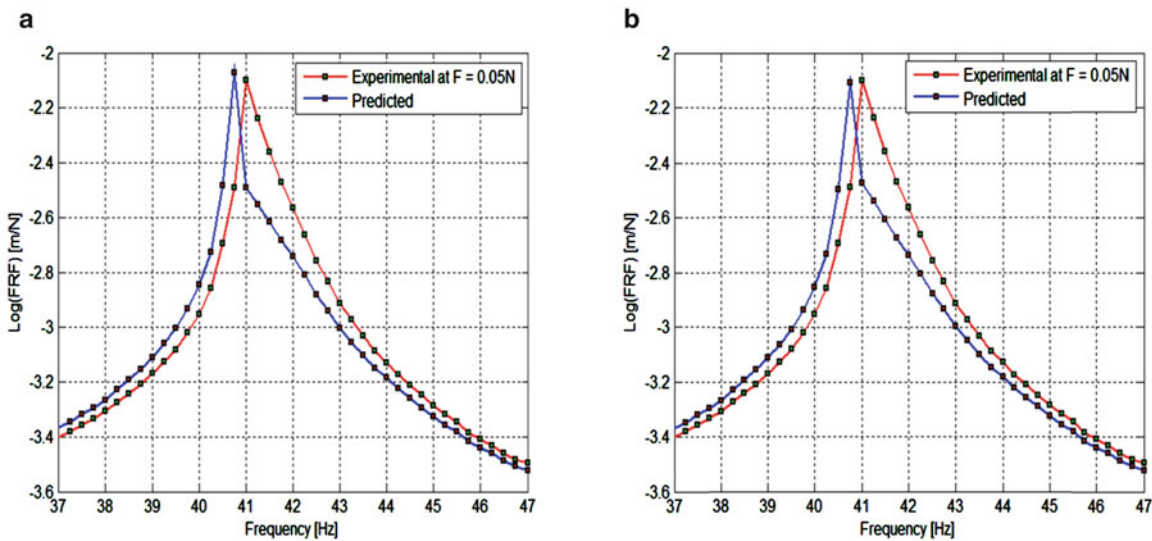 a
-2
-2.2
-2.4
-2.6
-2.8
-3
-3.2
-3.4
-3.6
Log(FRF) [m/N]
Experimental at F = 0.05N
Predicted
37 38 39 40 41 42 43 44 45 46 47
Frequency [Hz]
b
-2
-2.2
-2.4
-2.6
-2.8
-3
-3.2
-3.4
-3.6
Log(FRF) [m/N]
Experimental at F = 0.05N
Predicted
37 38 39 40 41 42 43 44 45 46 47
Frequency [Hz]